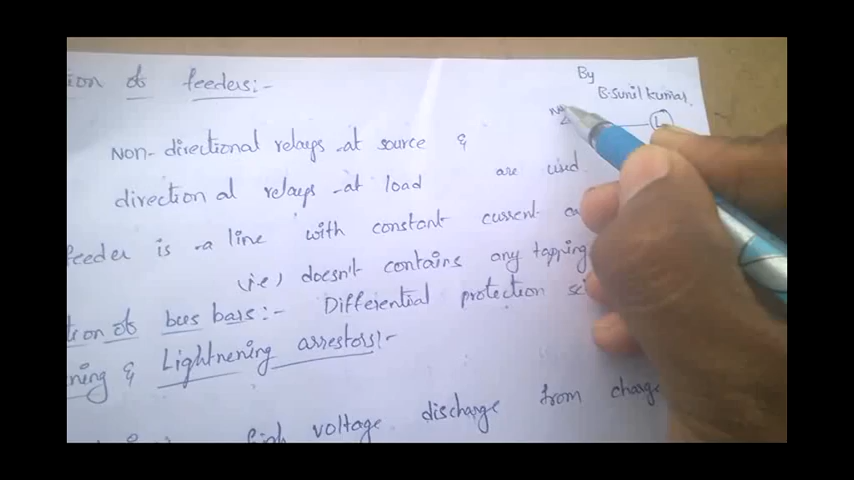 By
B.Sunil kumar.
tion of feeders:-
L
Non-directional relays at source &
directional relays at load are used.
feeder is a line with constant current
(i.e) doesn't contains any tapping
tion of bus bars:- Differential protection
ning & Lightnening arrestors:-
high voltage discharge from charge